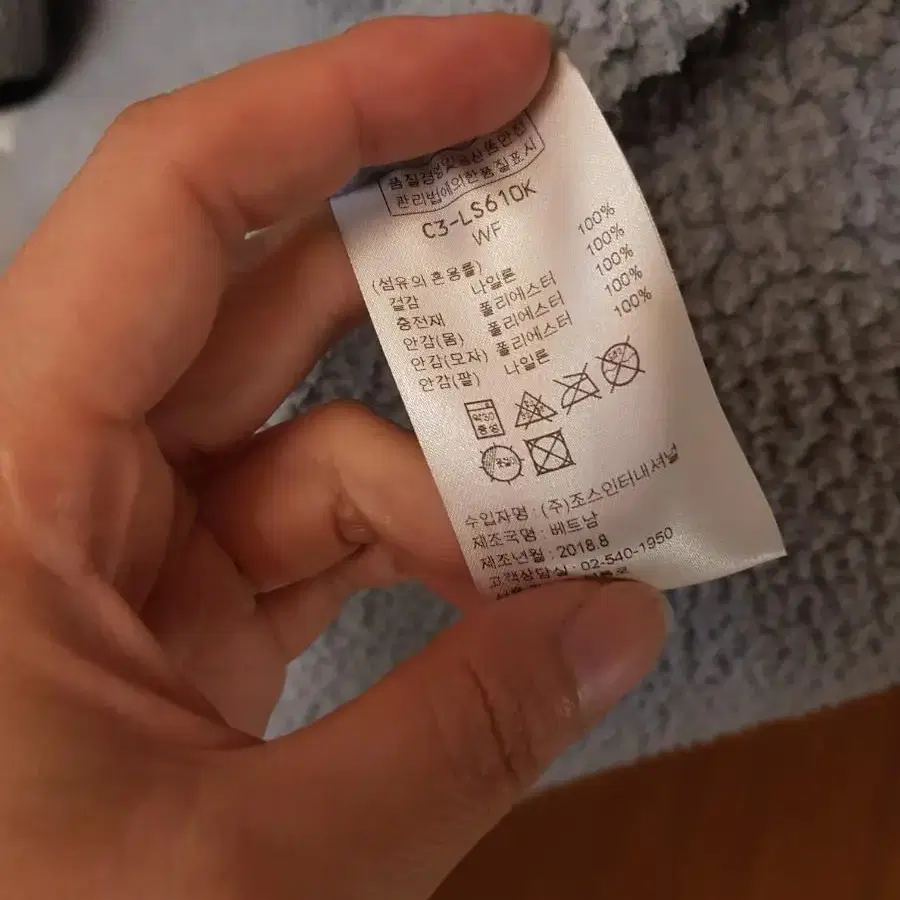 품질경영및공산품안전
관리법에의한품질표시
C3-LS610K
WF
(섬유의 혼용률)
겉감 나일론 100%
충전재 폴리에스터 100%
안감(몸) 폴리에스터 100%
안감(모자) 폴리에스터 100%
안감(팔) 나일론 100%
약30
중성
수입자명 : (주)조스인터내셔널
제조국명 : 베트남
제조년월 : 2018.8
고객상담실 : 02-540-1950